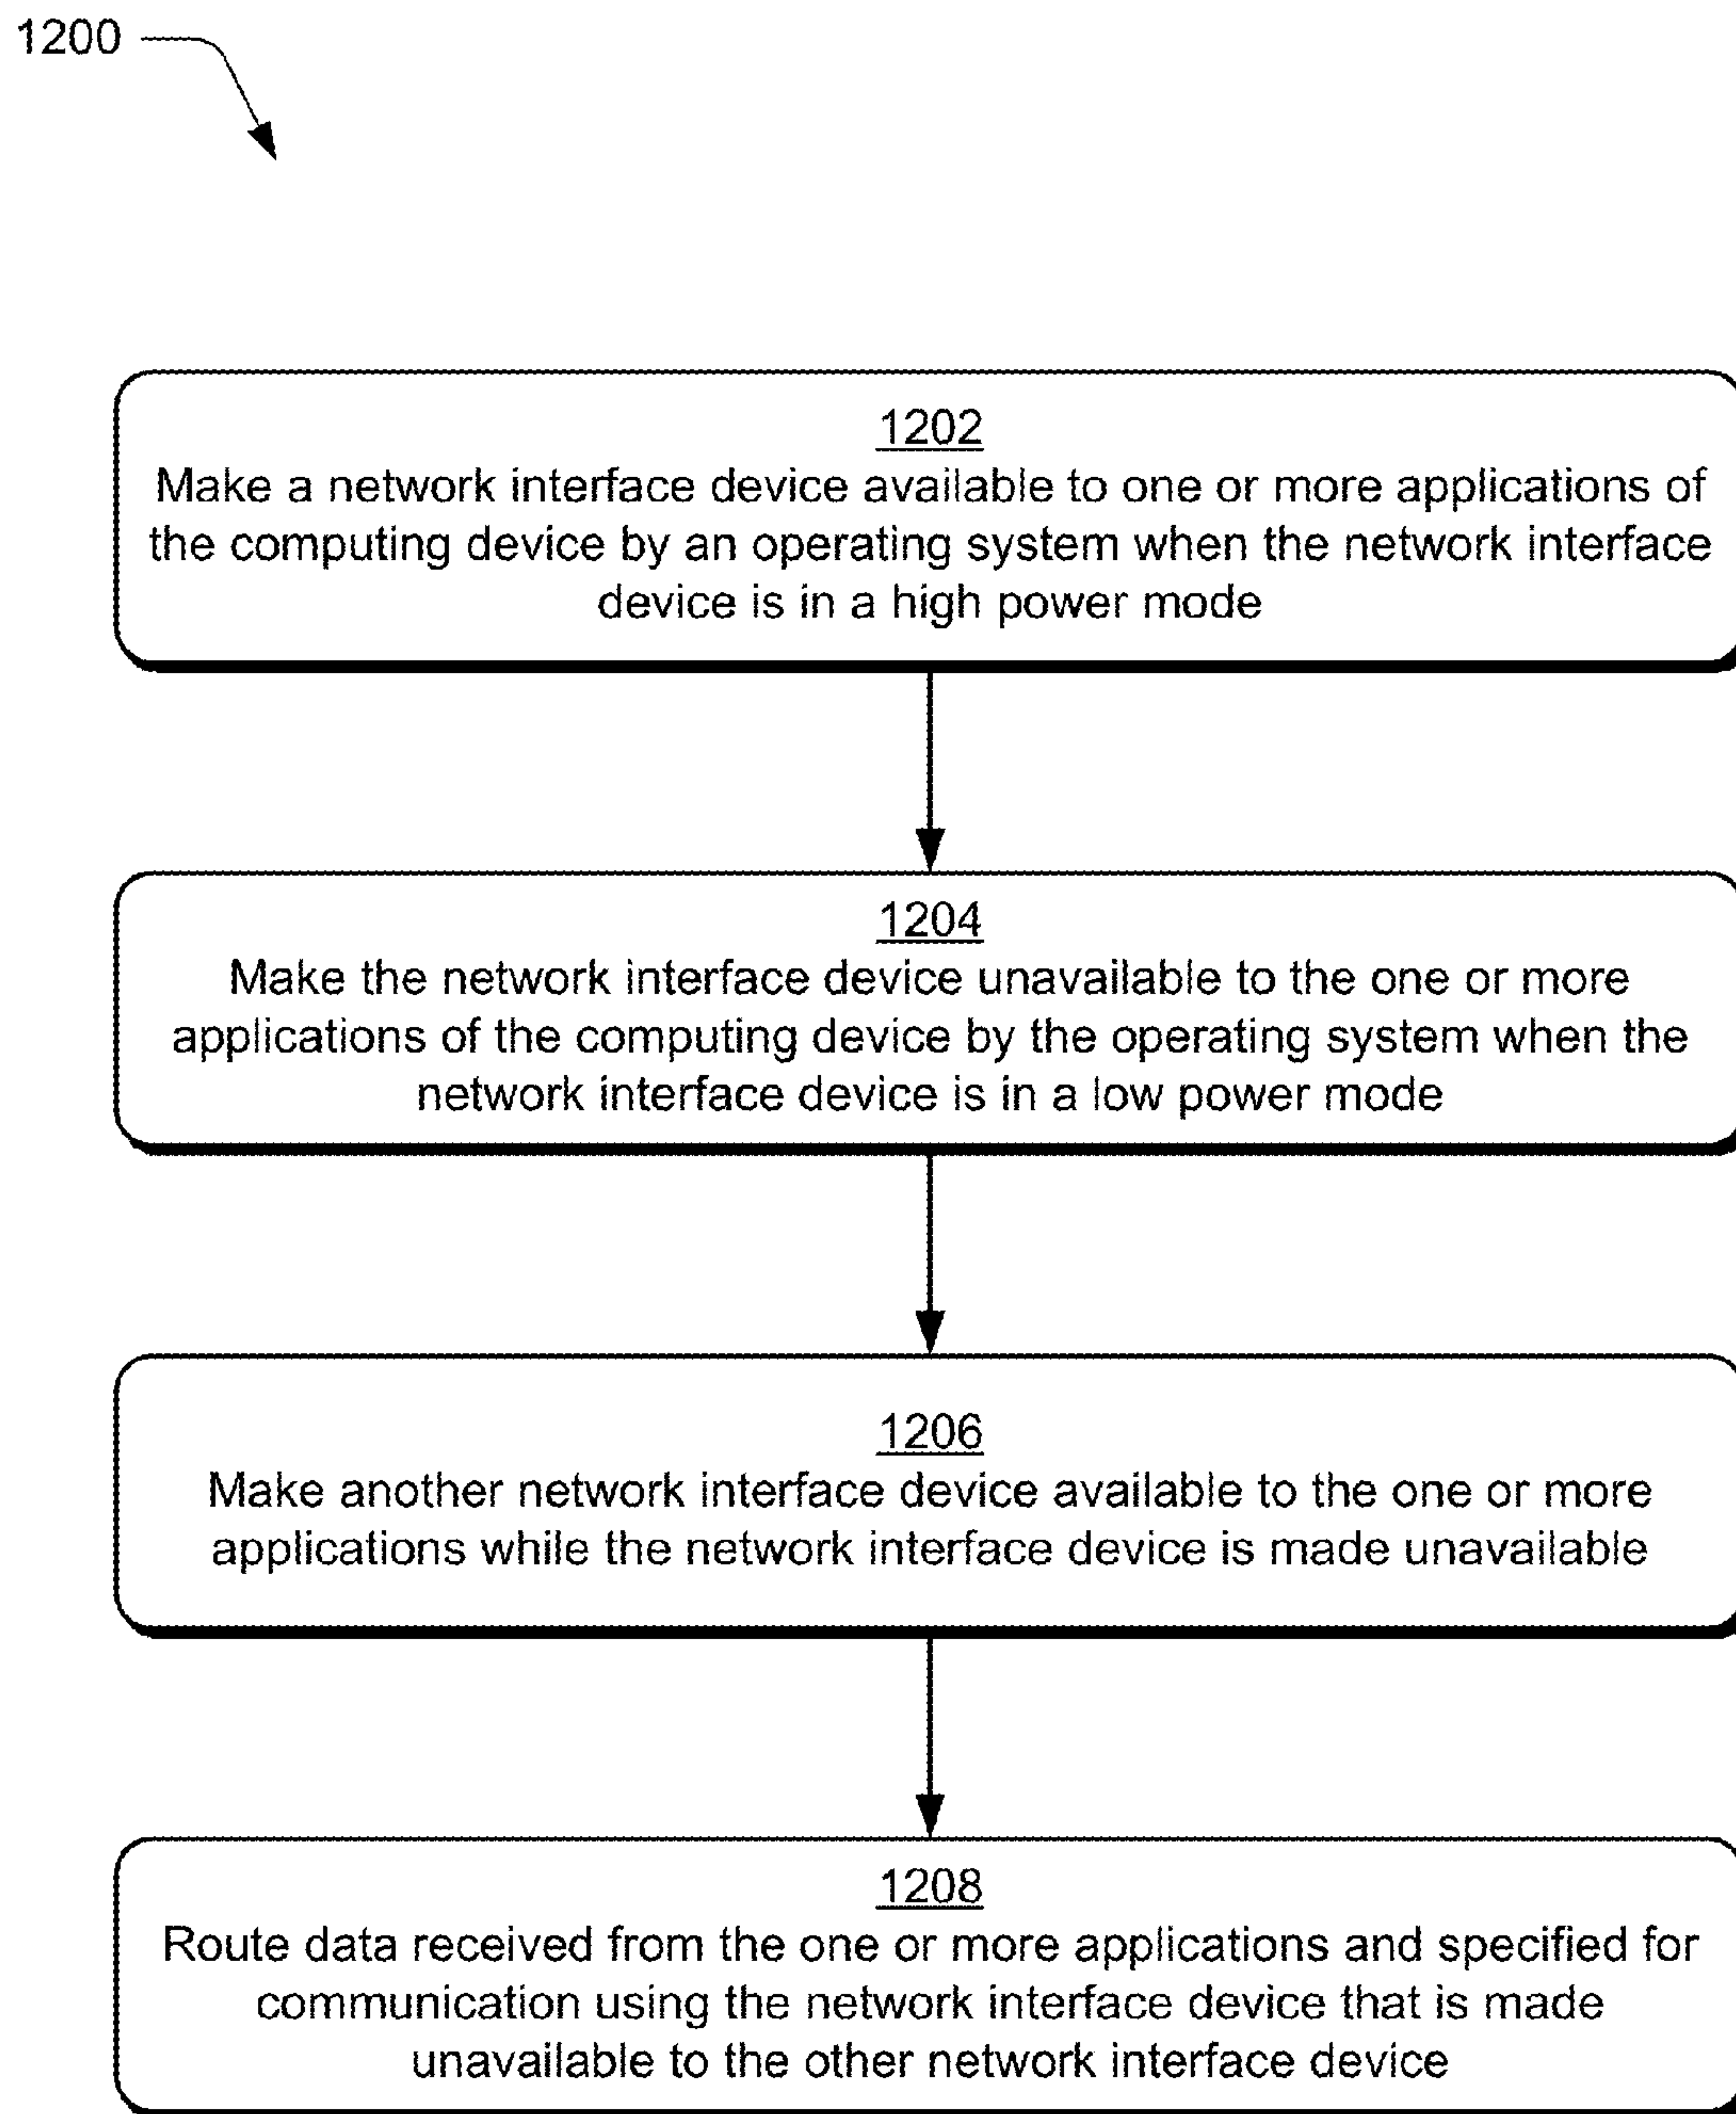 1200
1202
Make a network interface device available to one or more applications of
the computing device by an operating system when the network interface
device is in a high power mode
1204
Make the network interface device unavailable to the one or more
applications of the computing device by the operating system when the
network interface device is in a low power mode
1206
Make another network interface device available to the one or more
applications while the network interface device is made unavailable
1208
Route data received from the one or more applications and specified for
communication using the network interface device that is made
unavailable to the other network interface device